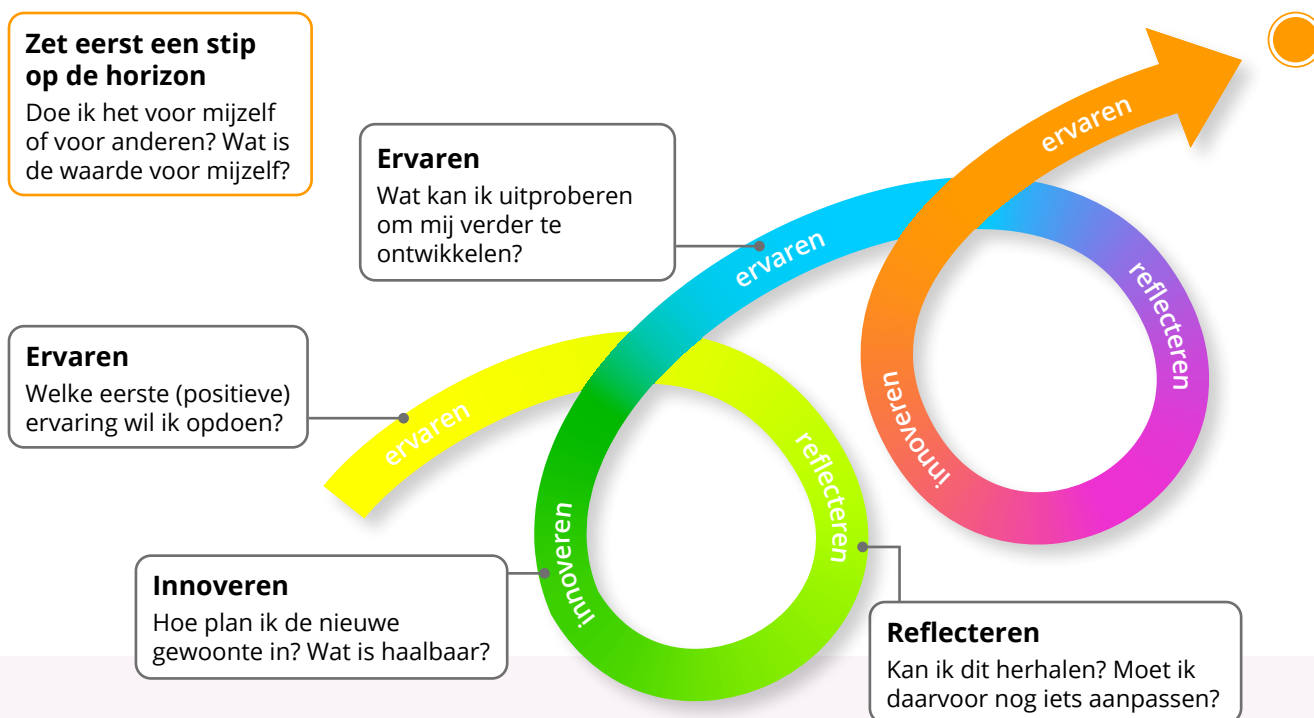 Zet eerst een stip
op de horizon
Doe ik het voor mijzelf
of voor anderen? Wat is
de waarde voor mijzelf?
Ervaren
Wat kan ik uitproberen
om mij verder te
ontwikkelen?
Ervaren
Welke eerste (positieve)
ervaring wil ik opdoen?
Innoveren
Hoe plan ik de nieuwe
gewoonte in? Wat is haalbaar?
Reflecteren
Kan ik dit herhalen? Moet ik
daarvoor nog iets aanpassen?
ervaren
reflecteren
innoveren
ervaren
reflecteren
innoveren
ervaren